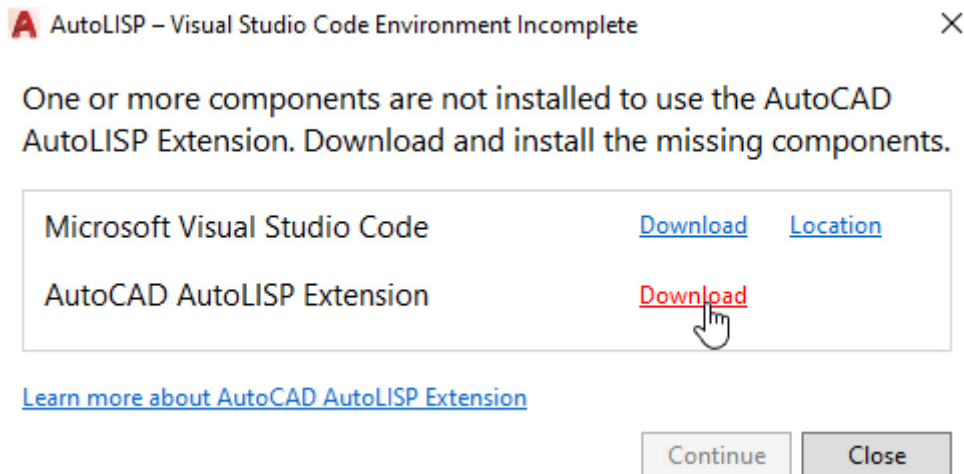 AutoLISP – Visual Studio Code Environment Incomplete
One or more components are not installed to use the AutoCAD
AutoLISP Extension. Download and install the missing components.
Microsoft Visual Studio Code Download Location
AutoCAD AutoLISP Extension Download
Learn more about AutoCAD AutoLISP Extension
Continue Close